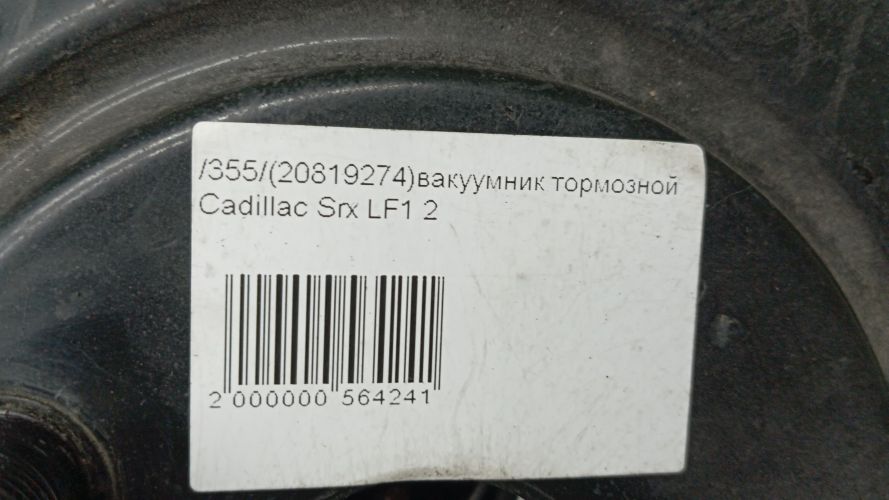 /355/(20819274)вакуумник тормозной
Cadillac Srx LF1 2
2 000000 564241